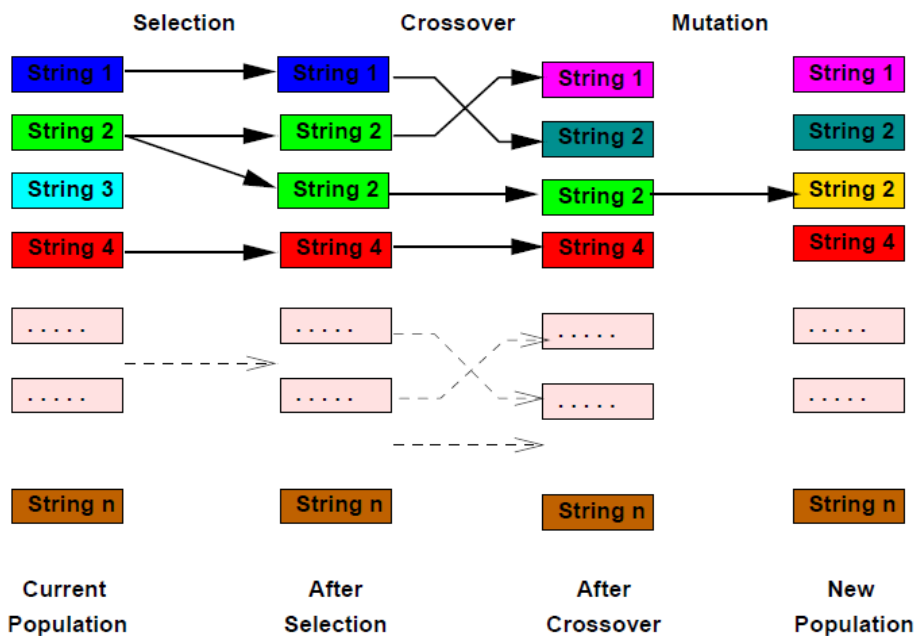 Selection Crossover Mutation
String 1 String 1 String 1 String 1
String 2 String 2 String 2 String 2
String 3 String 2 String 2 String 2
String 4 String 4 String 4 String 4
. . . . . . . . . . . . . . . . . . . .
. . . . . . . . . . . . . . . . . . . .
String n String n String n String n
Current After After New
Population Selection Crossover Population